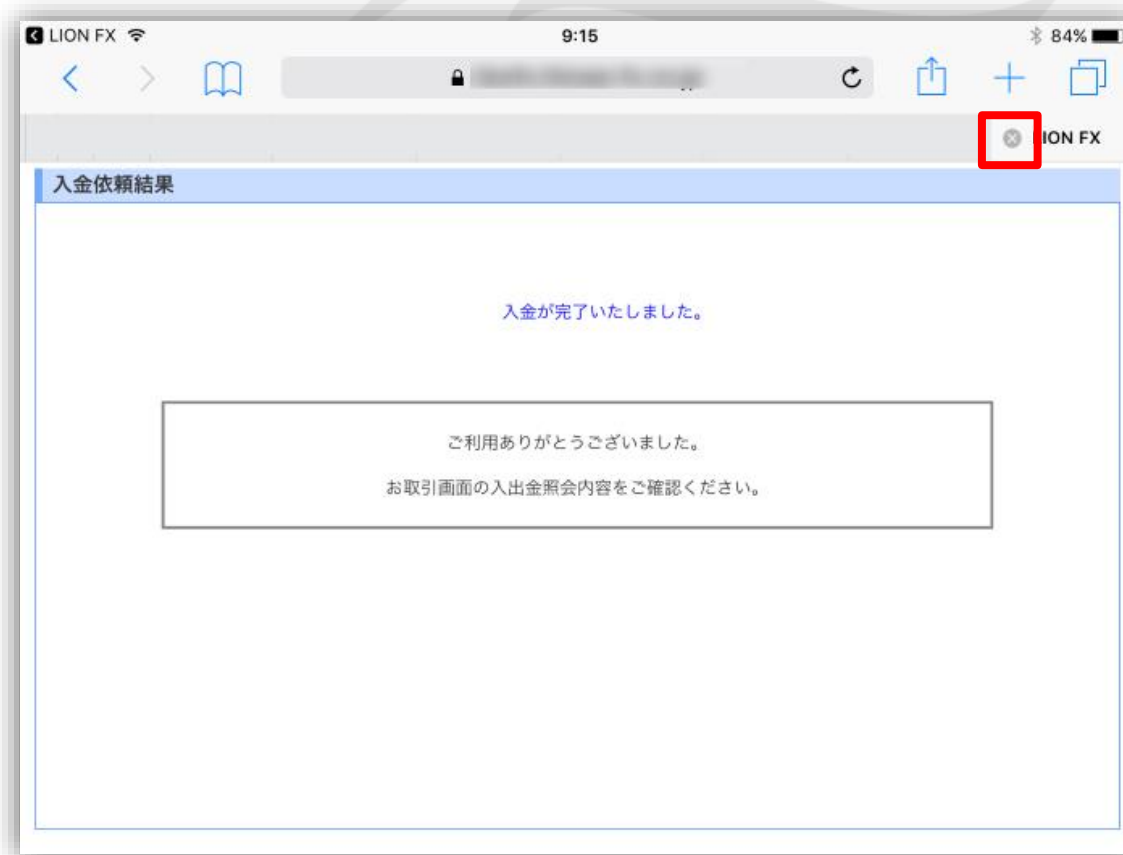 LION FX
9:15
84%
ION FX
入金依頼結果
入金が完了いたしました。
ご利用ありがとうございました。
お取引画面の入出金照会内容をご確認ください。